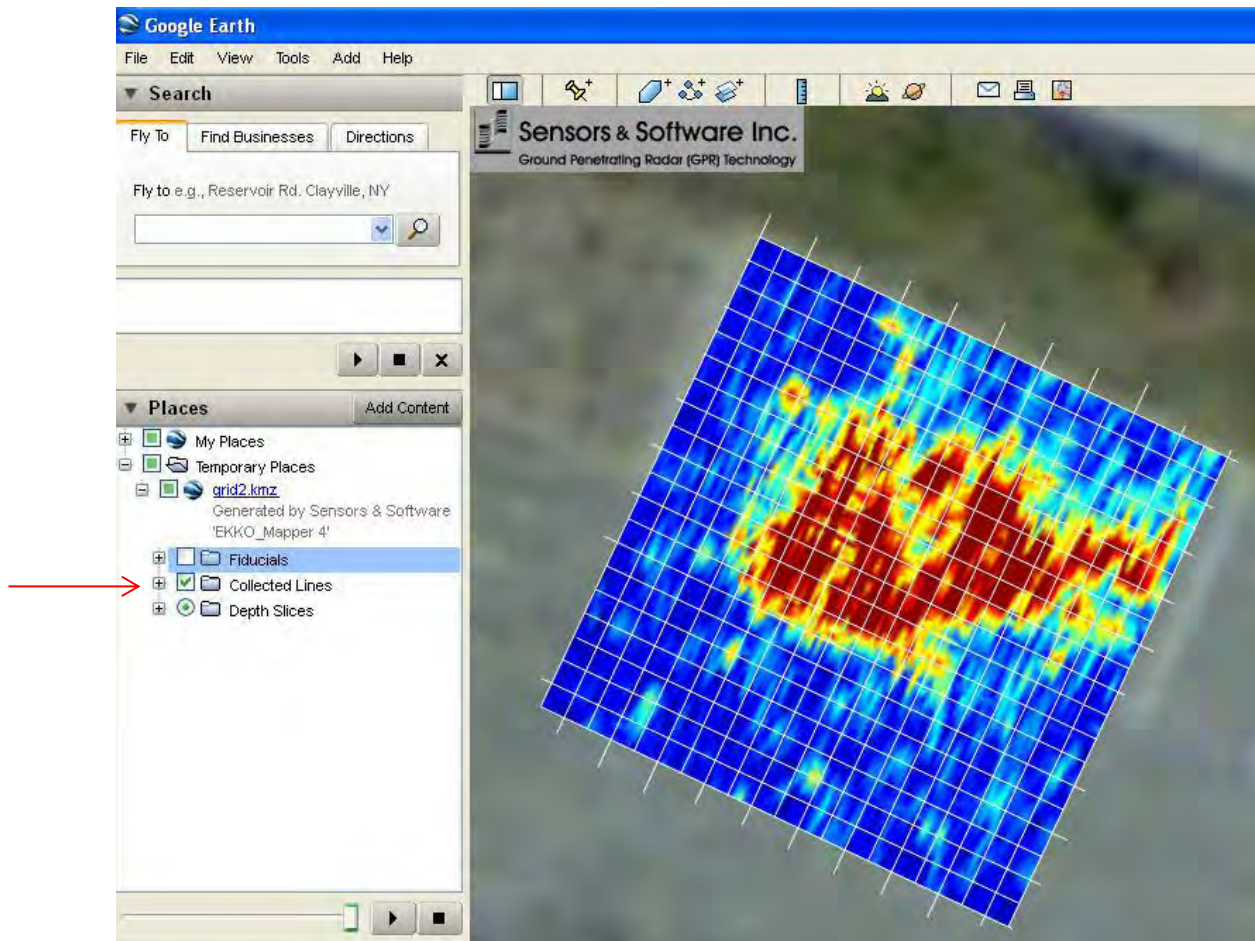 Google Earth
File Edit View Tools Add Help
Search
Sensors & Software Inc.
Ground Penetrating Radar (GPR) Technology
Fly To Find Businesses Directions
Fly to e.g., Reservoir Rd. Clayville, NY
Places Add Content
My Places
Temporary Places
grid2.kmz
Generated by Sensors & Software
'EKKO_Mapper 4'
Fiducials
Collected Lines
Depth Slices